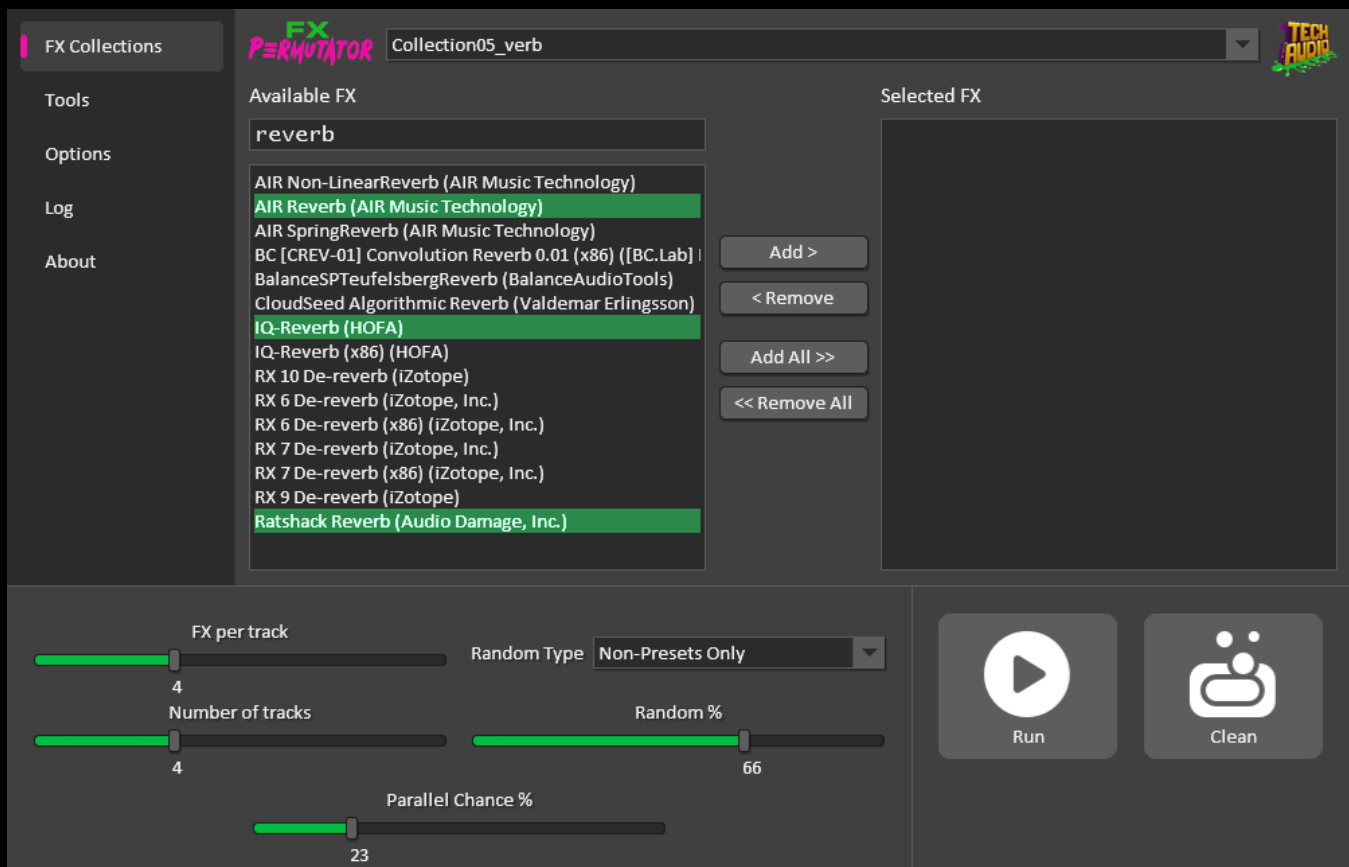 FX Collections
Tools
Options
Log
About
FX
PERMUTATOR
Collection05_verb
TECH
AUDIO
Available FX
reverb
AIR Non-LinearReverb (AIR Music Technology)
AIR Reverb (AIR Music Technology)
AIR SpringReverb (AIR Music Technology)
BC [CREV-01] Convolution Reverb 0.01 (x86) ([BC.Lab]
BalanceSPTeufelsbergReverb (BalanceAudioTools)
CloudSeed Algorithmic Reverb (Valdemar Erlingsson)
IQ-Reverb (HOFA)
IQ-Reverb (x86) (HOFA)
RX 10 De-reverb (iZotope)
RX 6 De-reverb (iZotope, Inc.)
RX 6 De-reverb (x86) (iZotope, Inc.)
RX 7 De-reverb (iZotope, Inc.)
RX 7 De-reverb (x86) (iZotope, Inc.)
RX 9 De-reverb (iZotope)
Ratshack Reverb (Audio Damage, Inc.)
Add >
< Remove
Add All >>
<< Remove All
Selected FX
FX per track
4
Number of tracks
4
Random Type Non-Presets Only
Random %
66
Parallel Chance %
23
Run
Clean